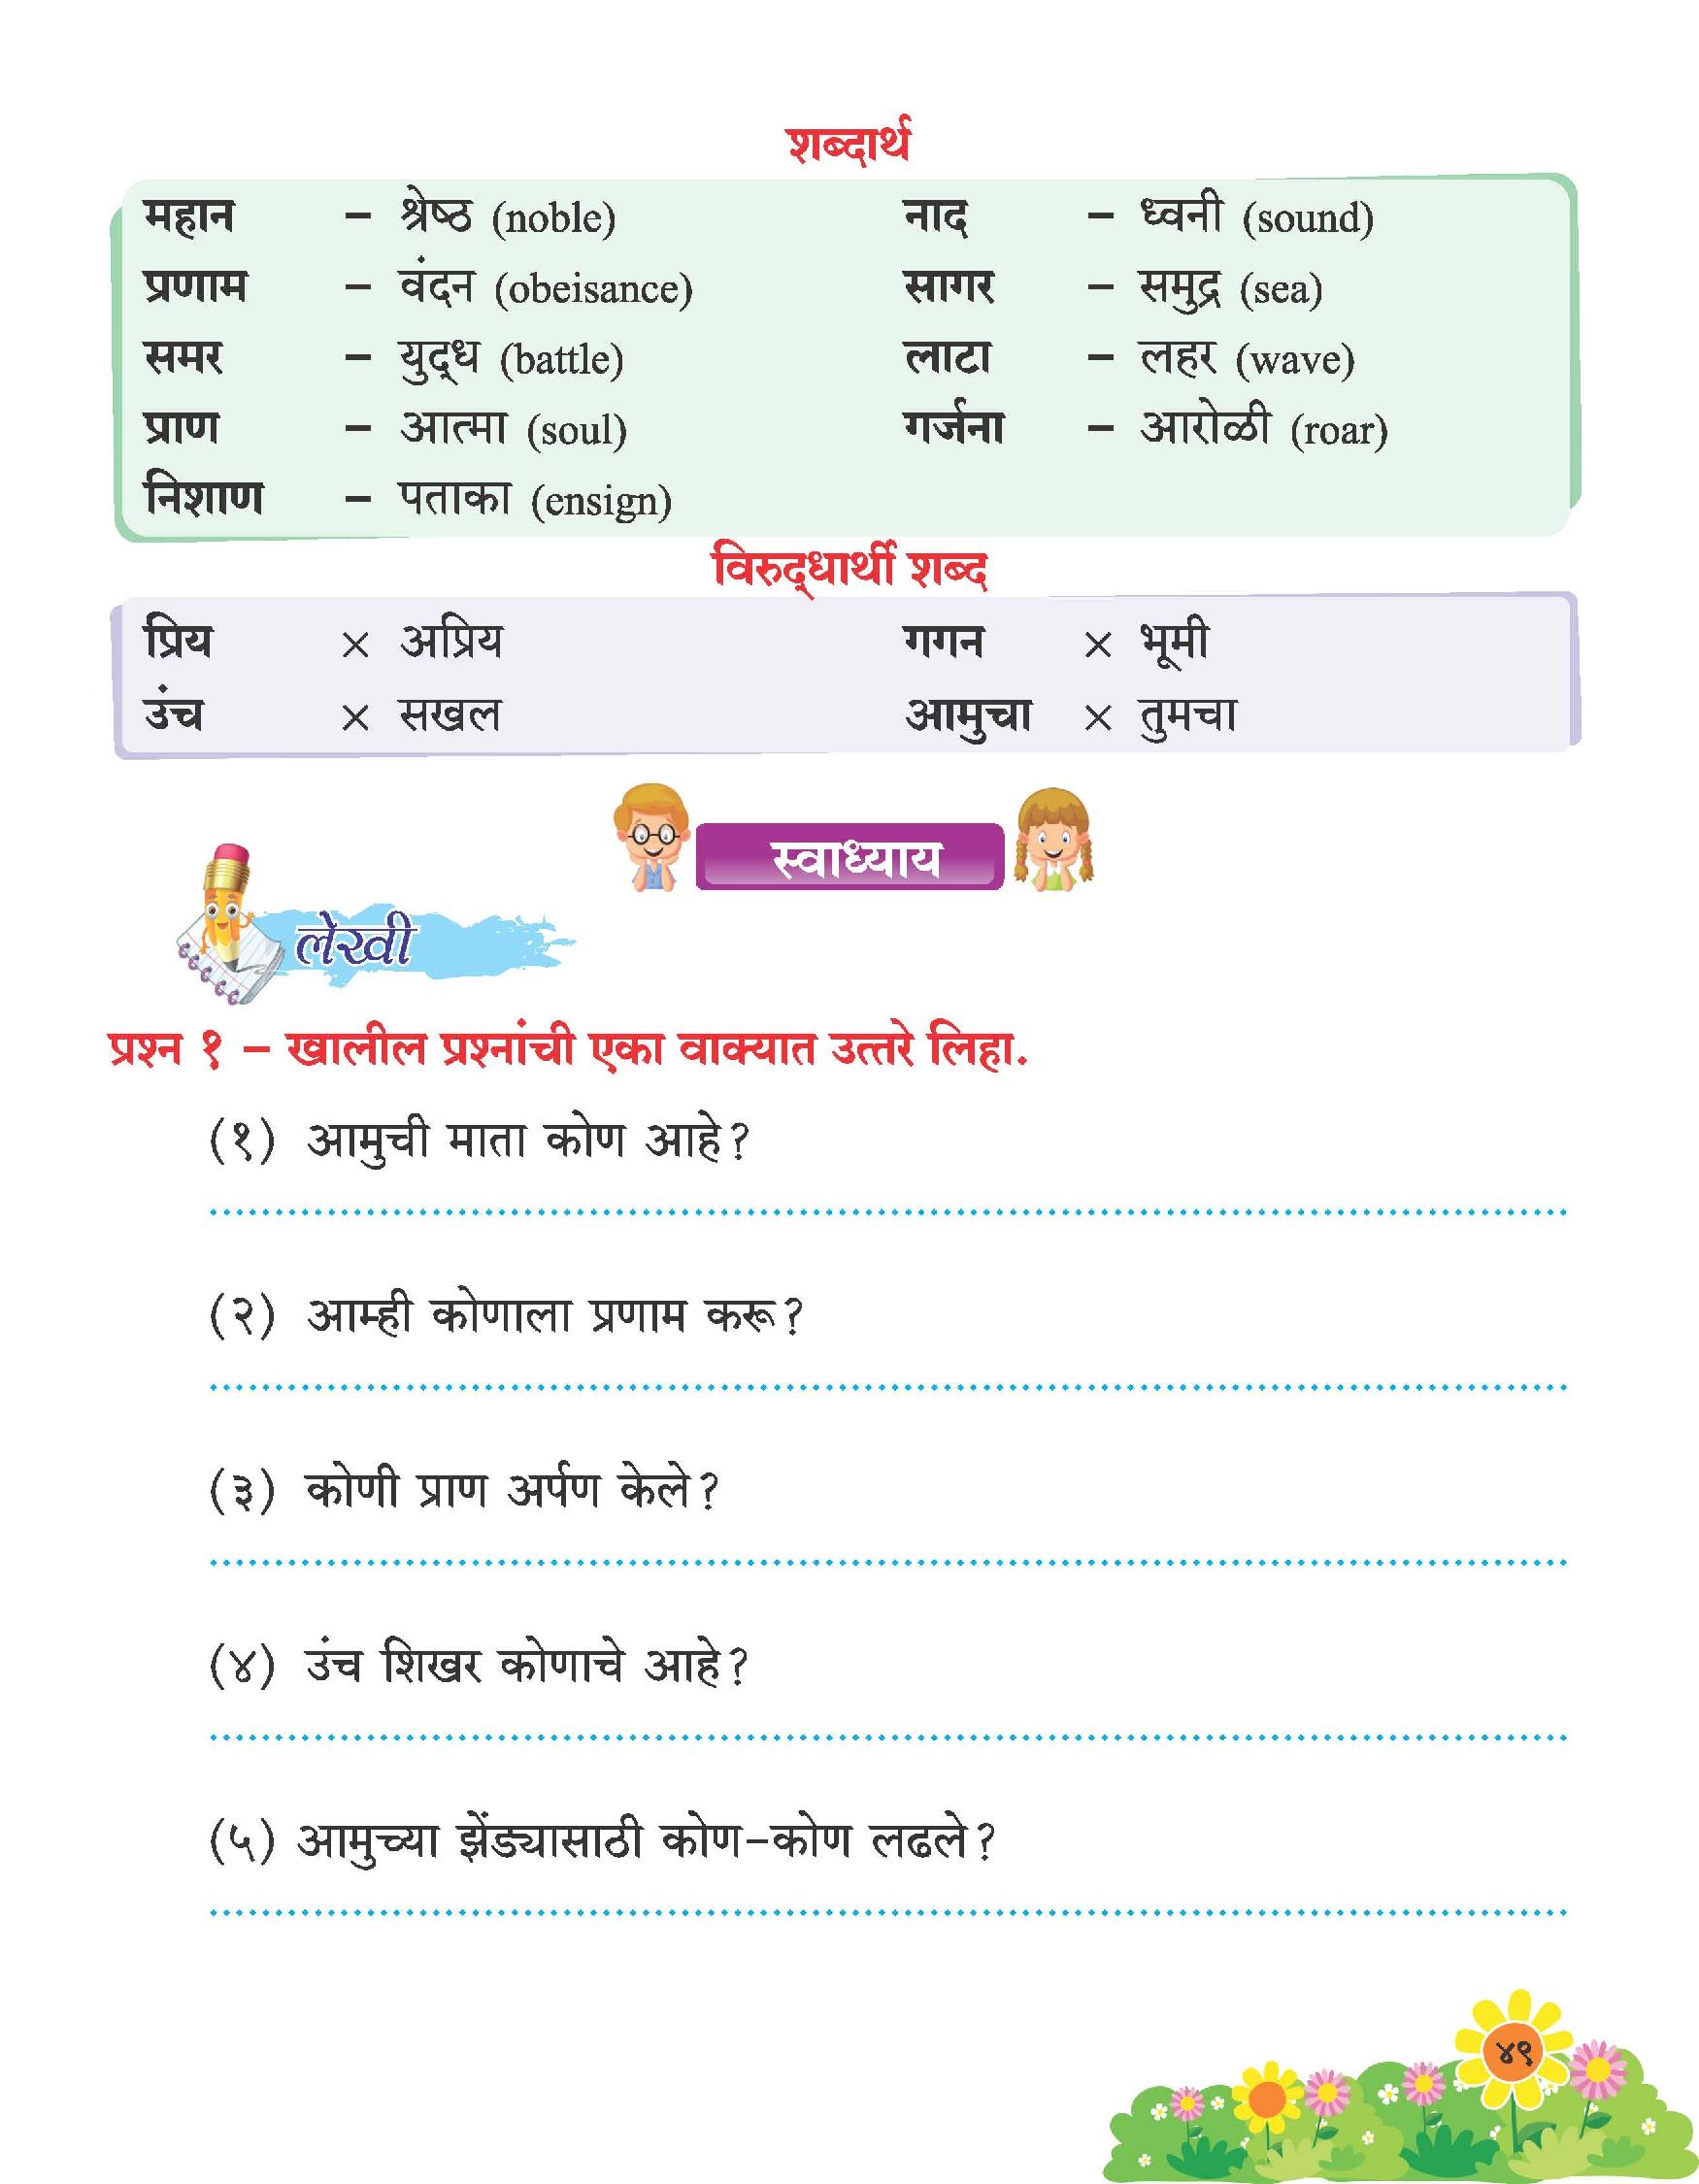 शब्दार्थ
महान – श्रेष्ठ (noble) नाद – ध्वनी (sound)
प्रणाम – वंदन (obeisance) सागर – समुद्र (sea)
समर – युद्ध (battle) लाटा – लहर (wave)
प्राण – आत्मा (soul) गर्जना – आरोळी (roar)
निशाण – पताका (ensign)
विरुद्धार्थी शब्द
प्रिय × अप्रिय गगन × भूमी
उंच × सखल आमुचा × तुमचा
स्वाध्याय
लेखी
प्रश्न १ – खालील प्रश्नांची एका वाक्यात उत्तरे लिहा.
(१) आमुची माता कोण आहे?
(२) आम्ही कोणाला प्रणाम करू?
(३) कोणी प्राण अर्पण केले?
(४) उंच शिखर कोणाचे आहे?
(५) आमुच्या झेंड्यासाठी कोण-कोण लढले?
४९